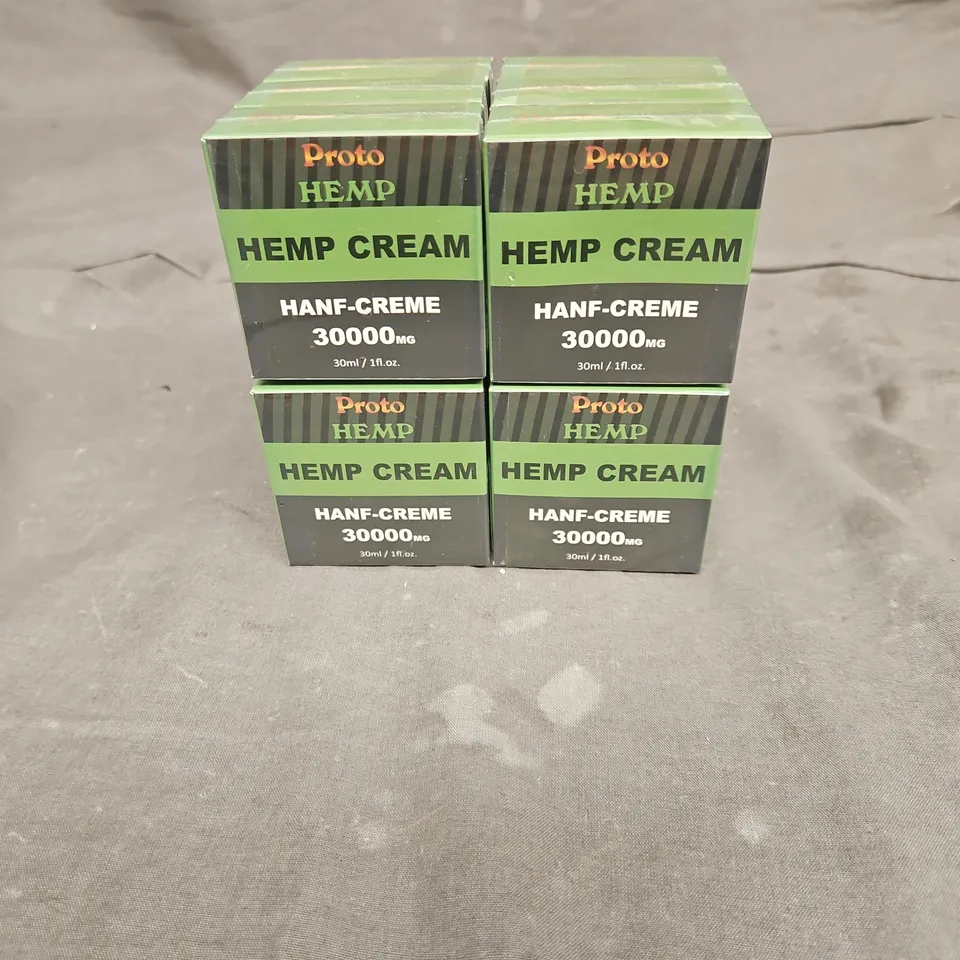 Proto
HEMP
HEMP CREAM
HANF-CREME
30000MG
30ml / 1fl.oz.
Proto
HEMP
HEMP CREAM
HANF-CREME
30000MG
30ml / 1fl.oz.
Proto
HEMP
HEMP CREAM
HANF-CREME
30000MG
30ml / 1fl.oz.
Proto
HEMP
HEMP CREAM
HANF-CREME
30000MG
30ml / 1fl.oz.